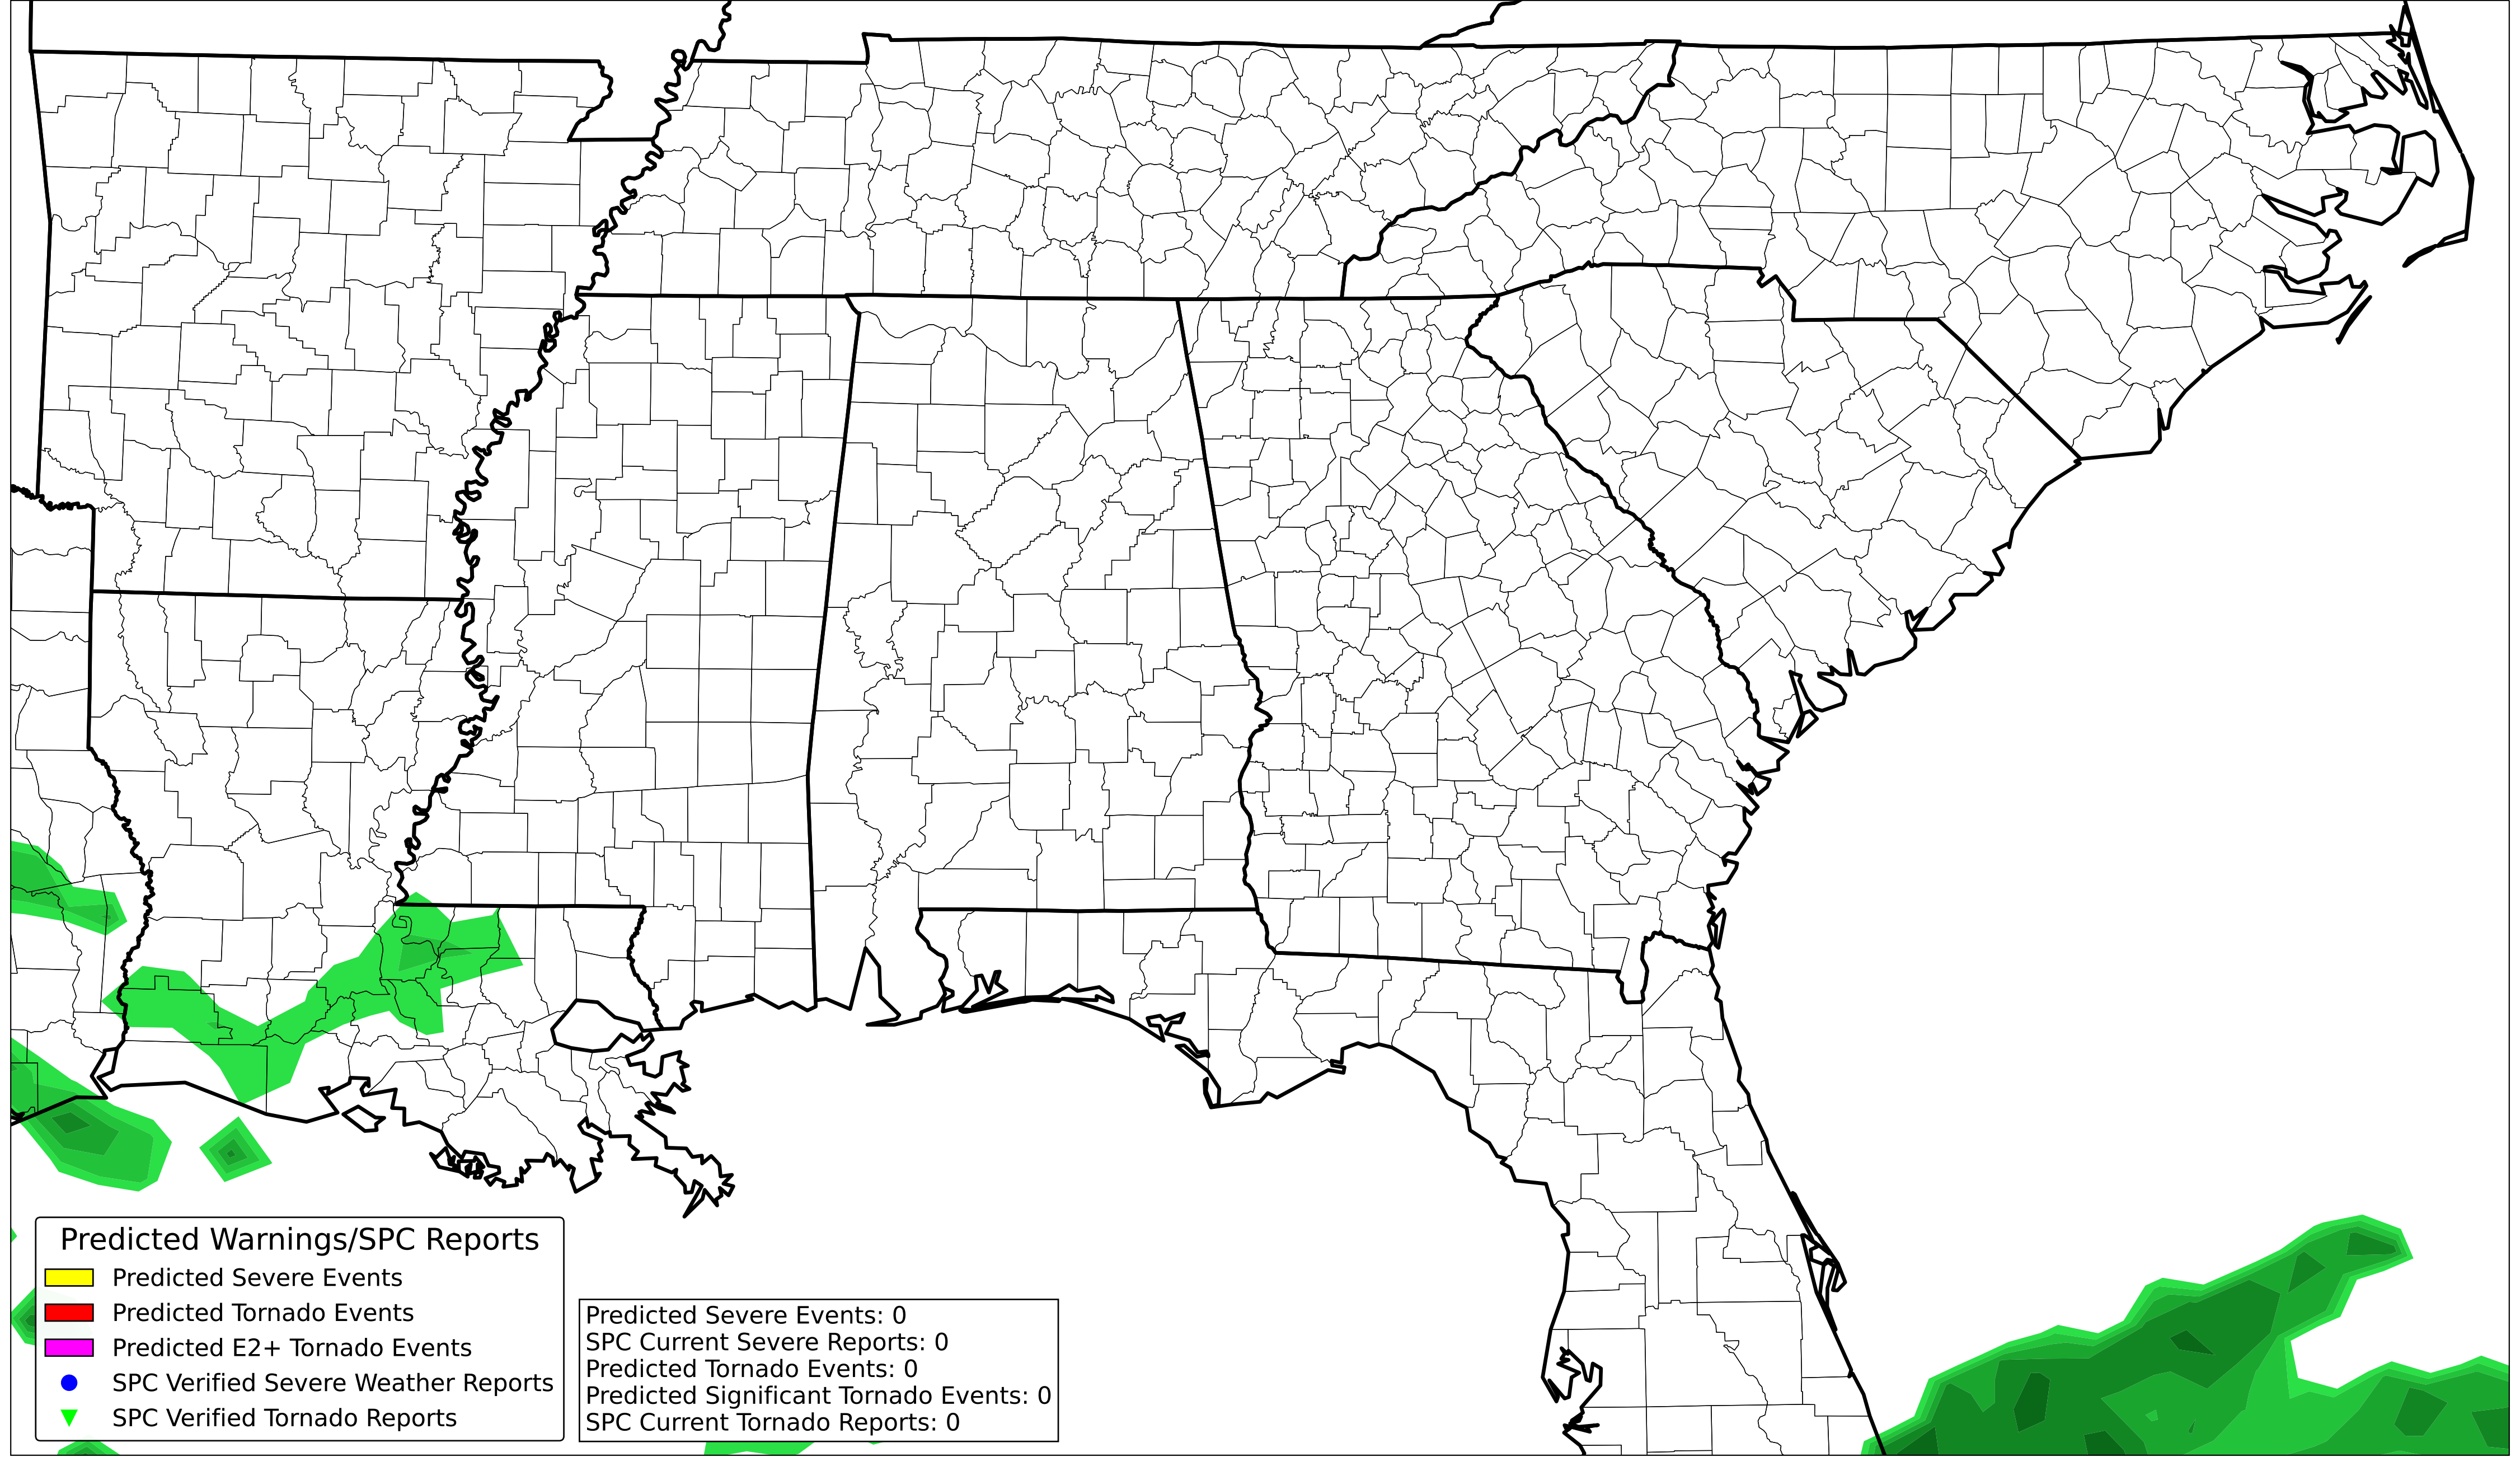 Predicted Warnings/SPC Reports
Predicted Severe Events
Predicted Tornado Events
Predicted E2+ Tornado Events
SPC Verified Severe Weather Reports
SPC Verified Tornado Reports
Predicted Severe Events: 0
SPC Current Severe Reports: 0
Predicted Tornado Events: 0
Predicted Significant Tornado Events: 0
SPC Current Tornado Reports: 0